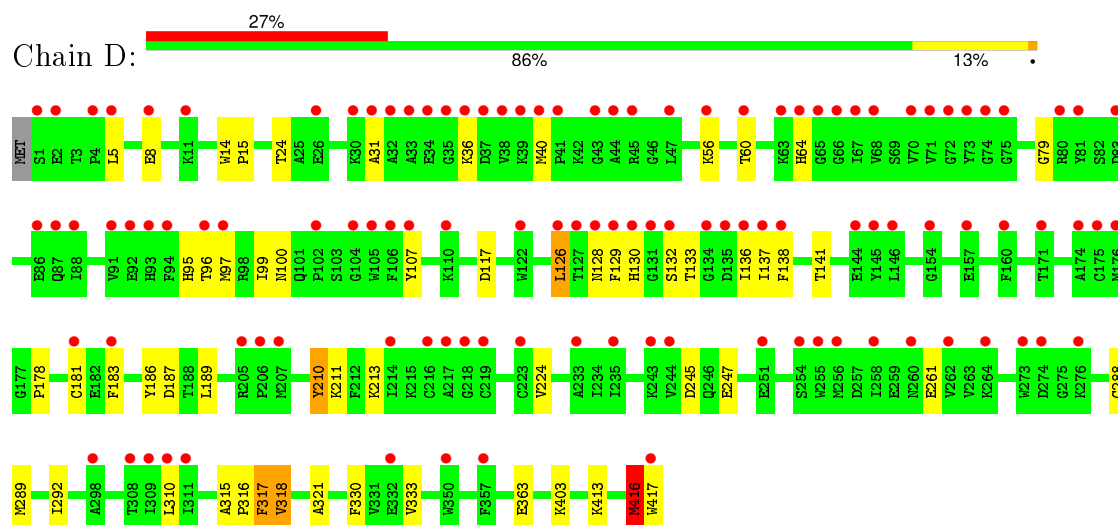 27%
Chain D:
86% 13% •
MET S1 E2 T3 P4 L5 E8 K11 W14 P15 T24 A25 E26 K30 A31 A32 A33 E34 G35 K36 D37 V38 K39 M40 P41 K42 G43 A44 R45 G46 L47 K56 T60 K63 H64 G65 G66 I67 V68 S69 V70 V71 G72 Y73 G74 G75 G79 R80 Y81 S82 D83
E86 Q87 I88 V91 E92 H93 F94 H95 T96 M97 R98 I99 N100 Q101 P102 S103 G104 W105 F106 Y107 K110 D117 W122 L126 T127 N128 F129 H130 G131 S132 T133 G134 D135 I136 I137 F138 T141 E144 Y145 L146 G154 E157 F160 T171 A174 C175 M176
G177 P178 C181 E182 F183 Y186 D187 T188 L189 R205 P206 M207 Y210 K211 F212 K213 I214 K215 C216 A217 G218 C219 C223 V224 A233 I234 I235 K243 V244 D245 Q246 E247 E251 S254 W255 M256 D257 I258 E259 N260 E261 V262 V263 K264 W273 D274 G275 K276
M289 I292 A298 T308 I309 L310 I311 A315 P316 F317 V318 A321 F330 V331 E332 V333 W350 F357 E363 K403 K413 M416 W417